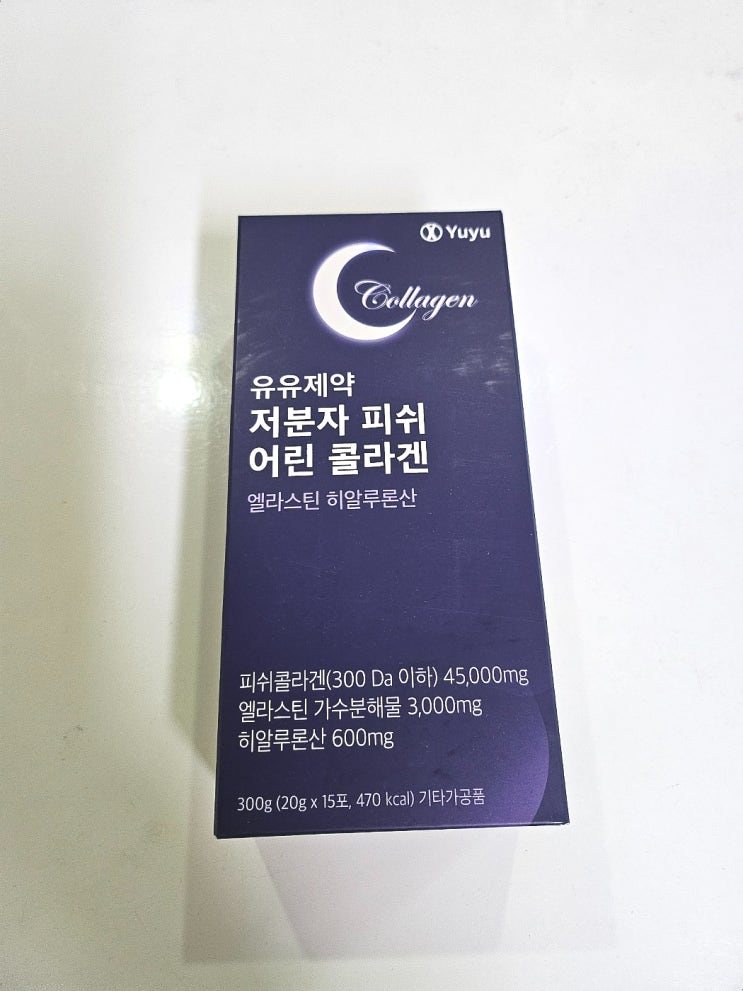 Yuyu
Collagen
유유제약
저분자 피쉬
어린 콜라겐
엘라스틴 히알루론산
피쉬콜라겐(300 Da 이하) 45,000mg
엘라스틴 가수분해물 3,000mg
히알루론산 600mg
300g (20g x 15포, 470 kcal) 기타가공품